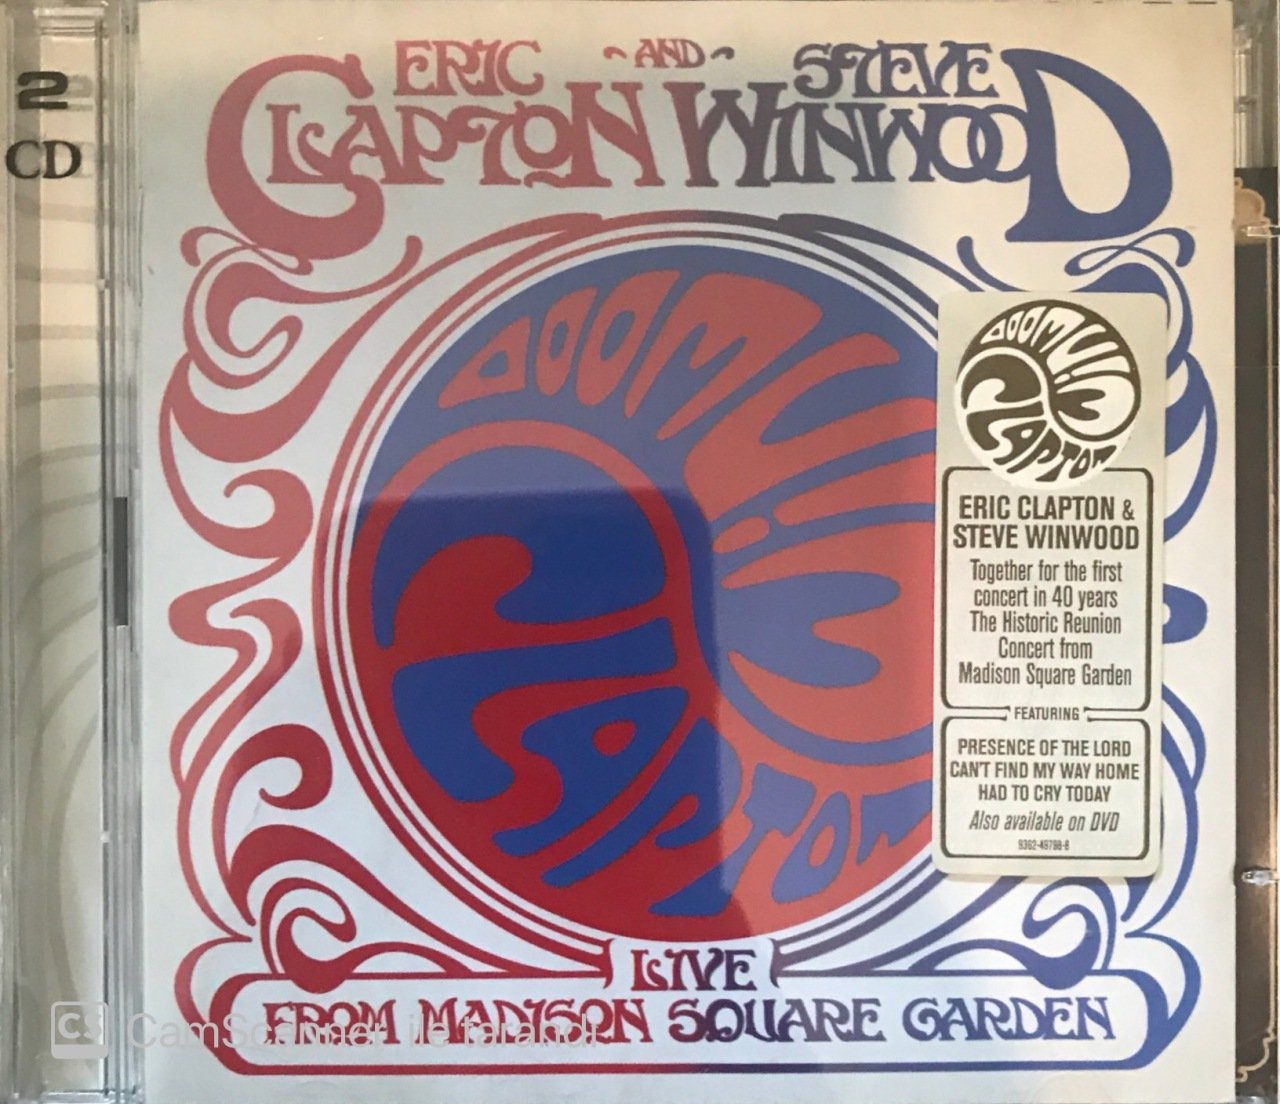 2
CD
ERIC ~AND~ STEVE
CLAPTON WINWOOD
CLAPTON
WINWOOD
ERIC CLAPTON &
STEVE WINWOOD
Together for the first
concert in 40 years
The Historic Reunion
Concert from
Madison Square Garden
FEATURING
PRESENCE OF THE LORD
CAN'T FIND MY WAY HOME
HAD TO CRY TODAY
Also available on DVD
9362-49798-8
LIVE
FROM MADISON SQUARE GARDEN
CS CamScanner ile tarandı